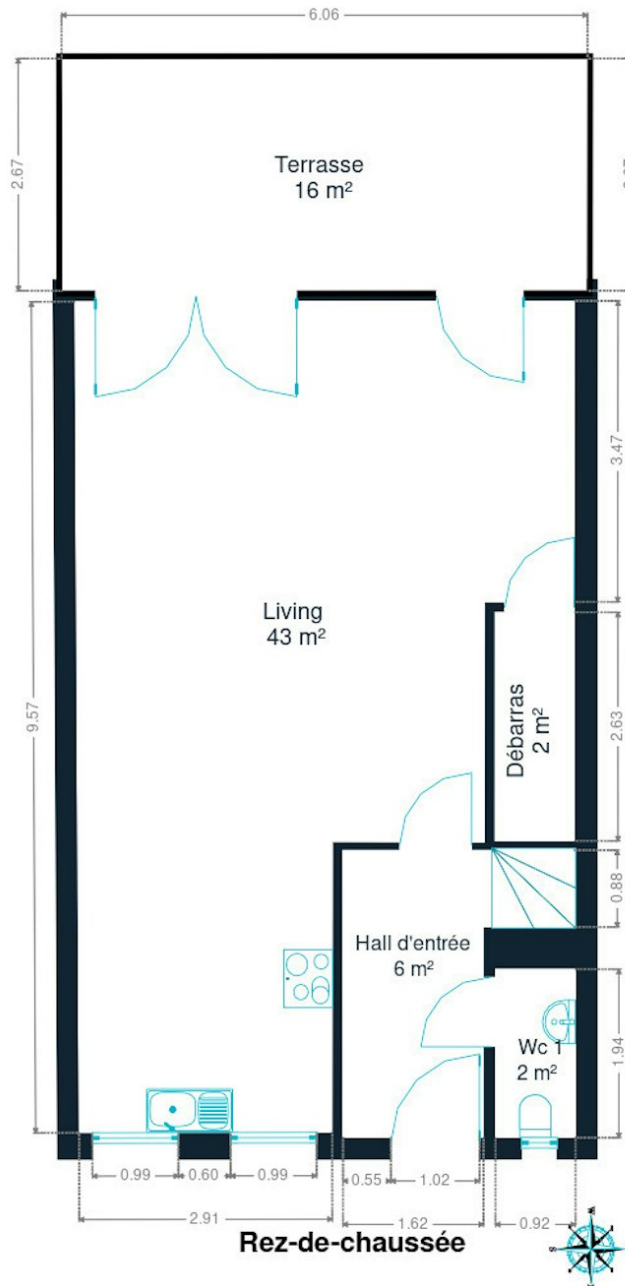 6.06
2.67
Terrasse
16 m²
3.47
Living
43 m²
9.57
Débarras
2 m²
2.63
0.88
Hall d'entrée
6 m²
Wc 1
2 m²
1.94
0.99
0.60
0.99
0.55
1.02
2.91
1.62
0.92
Rez-de-chaussée